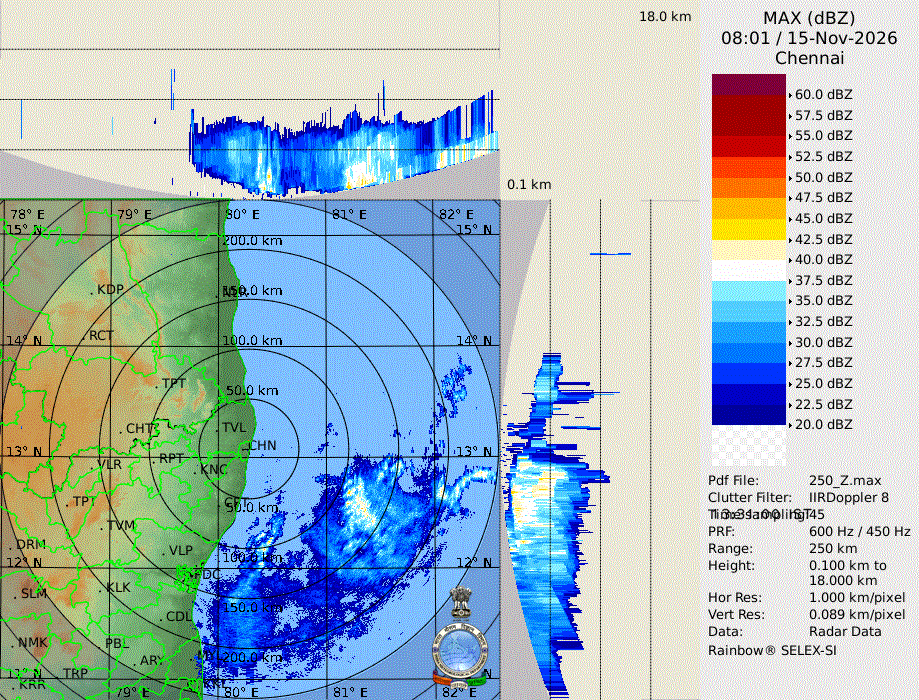 18.0 km
0.1 km
MAX (dBZ)
08:01 / 15-Nov-2026
Chennai
60.0 dBZ
57.5 dBZ
55.0 dBZ
52.5 dBZ
50.0 dBZ
47.5 dBZ
45.0 dBZ
42.5 dBZ
40.0 dBZ
37.5 dBZ
35.0 dBZ
32.5 dBZ
30.0 dBZ
27.5 dBZ
25.0 dBZ
22.5 dBZ
20.0 dBZ
78° E 79° E 80° E 81° E 82° E
15° N 15° N
200.0 km
KDP
150.0 km
RCT
14° N 14° N
100.0 km
TPT
50.0 km
CHT TVL
CHN
13° N 13° N
VLR RPT KNC
TPT
50.0 km
TVM
DRM VLP
100.0 km
12° N 12° N
SLM KLK
150.0 km
CDL
NMK PBL
ARY 200.0 km
TRP
KRR
79° E 80° E 81° E 82° E
Pdf File: 250_Z.max
Clutter Filter: IIRDoppler 8
PRF: 600 Hz / 450 Hz
Range: 250 km
Height: 0.100 km to
18.000 km
Hor Res: 1.000 km/pixel
Vert Res: 0.089 km/pixel
Data: Radar Data
Rainbow® SELEX-SI